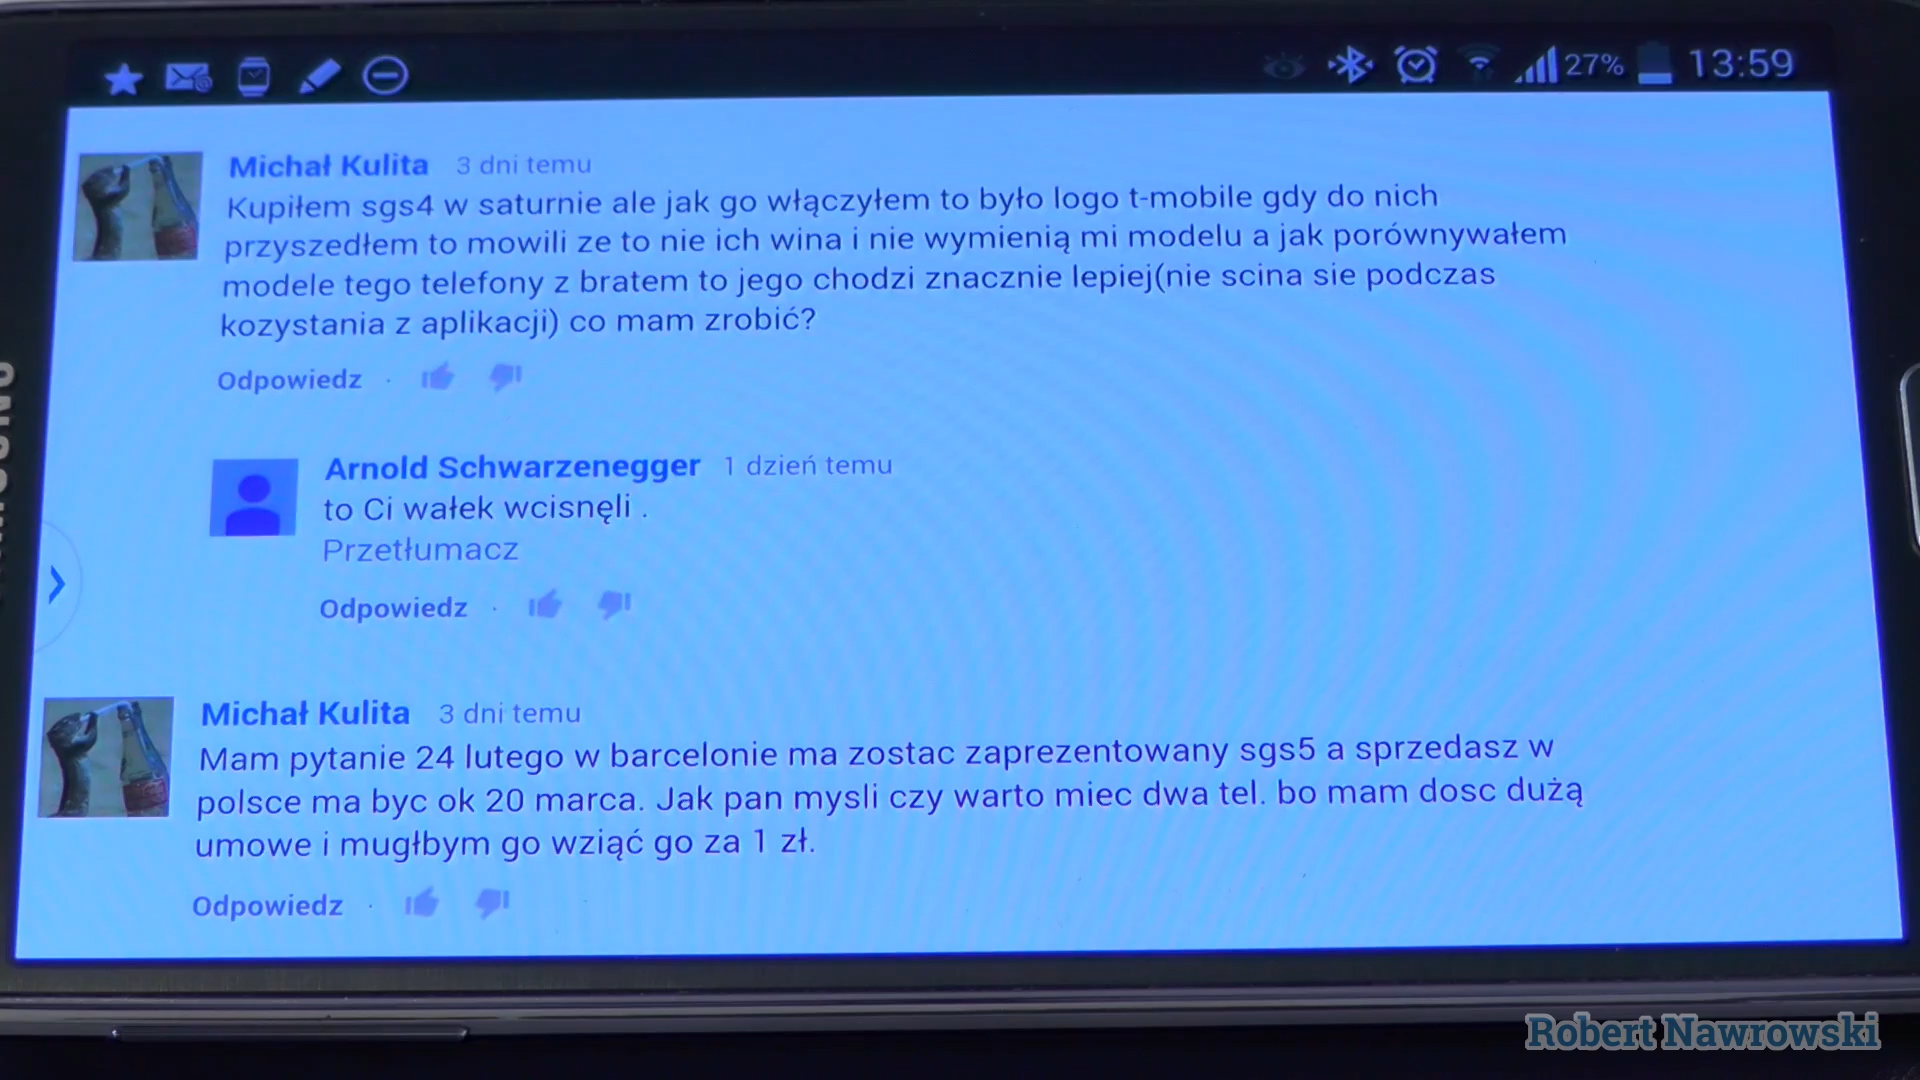 27% 13:59
Michał Kulita 3 dni temu
Kupiłem sgs4 w saturnie ale jak go włączyłem to było logo t-mobile gdy do nich
przyszedłem to mowili ze to nie ich wina i nie wymienią mi modelu a jak porównywałem
modele tego telefony z bratem to jego chodzi znacznie lepiej(nie scina sie podczas
kozystania z aplikacji) co mam zrobić?
Odpowiedz
Arnold Schwarzenegger 1 dzień temu
to Ci wałek wcisnęli .
Przetłumacz
Odpowiedz
Michał Kulita 3 dni temu
Mam pytanie 24 lutego w barcelonie ma zostac zaprezentowany sgs5 a sprzedasz w
polsce ma byc ok 20 marca. Jak pan mysli czy warto miec dwa tel. bo mam dosc dużą
umowe i mugłbym go wziąć go za 1 zł.
Odpowiedz
Robert Nawrowski